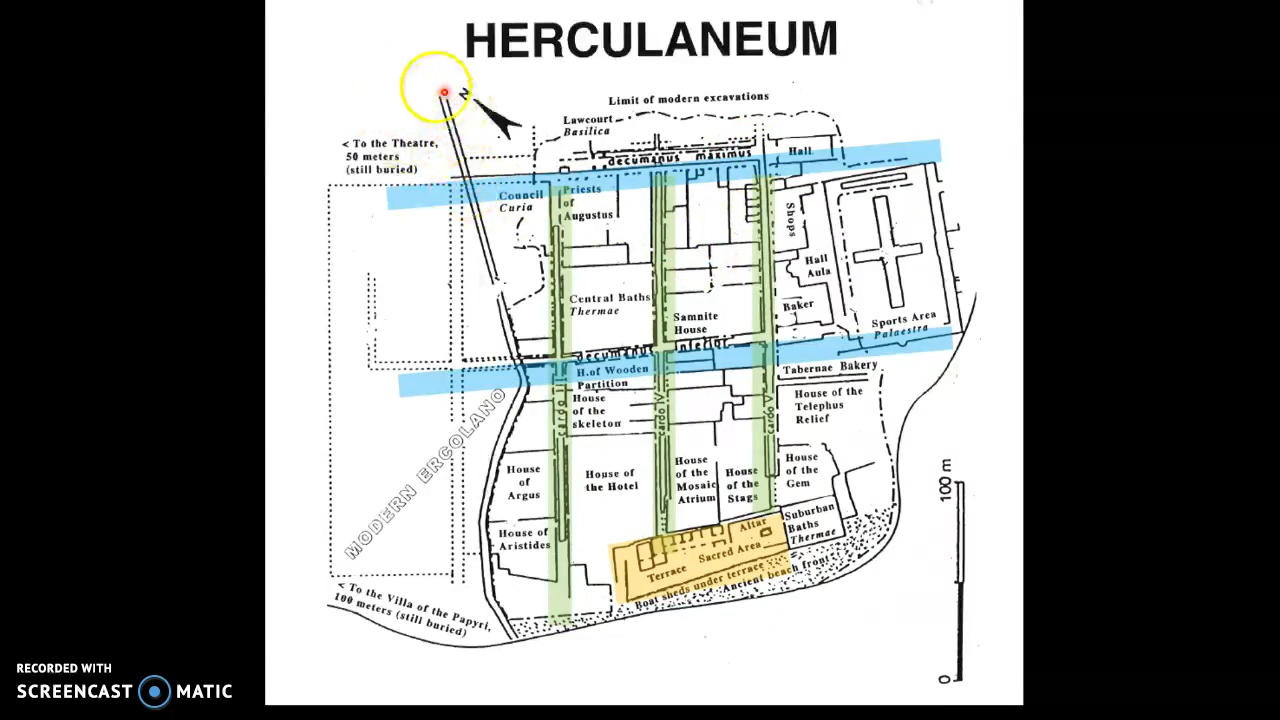 HERCULANEUM
N
Limit of modern excavations
Lawcourt
Basilica
< To the Theatre,
50 meters
(still buried)
decumanus maximus
Hall
Council
Curia
Priests
of
Augustus
Shops
Hall
Aula
Central Baths
Thermae
Samnite
House
Baker
Sports Area
Palaestra
decumanus inferior
H.of Wooden
Partition
Tabernae Bakery
House
of the
skeleton
cardo
cardo IV
cardo V
House of the
Telephus
Relief
MODERN ERCOLANO
House
of
Argus
House of
the Hotel
House
of the
Mosaic
Atrium
House
of the
Stags
House
of the
Gem
100 m
House of
Aristides
Altar
Suburban
Baths
Thermae
Sacred Area
Terrace
Boat sheds under terrace
Ancient beach front
< To the Villa of the Papyri,
100 meters (still buried)
0
RECORDED WITH
SCREENCAST MATIC